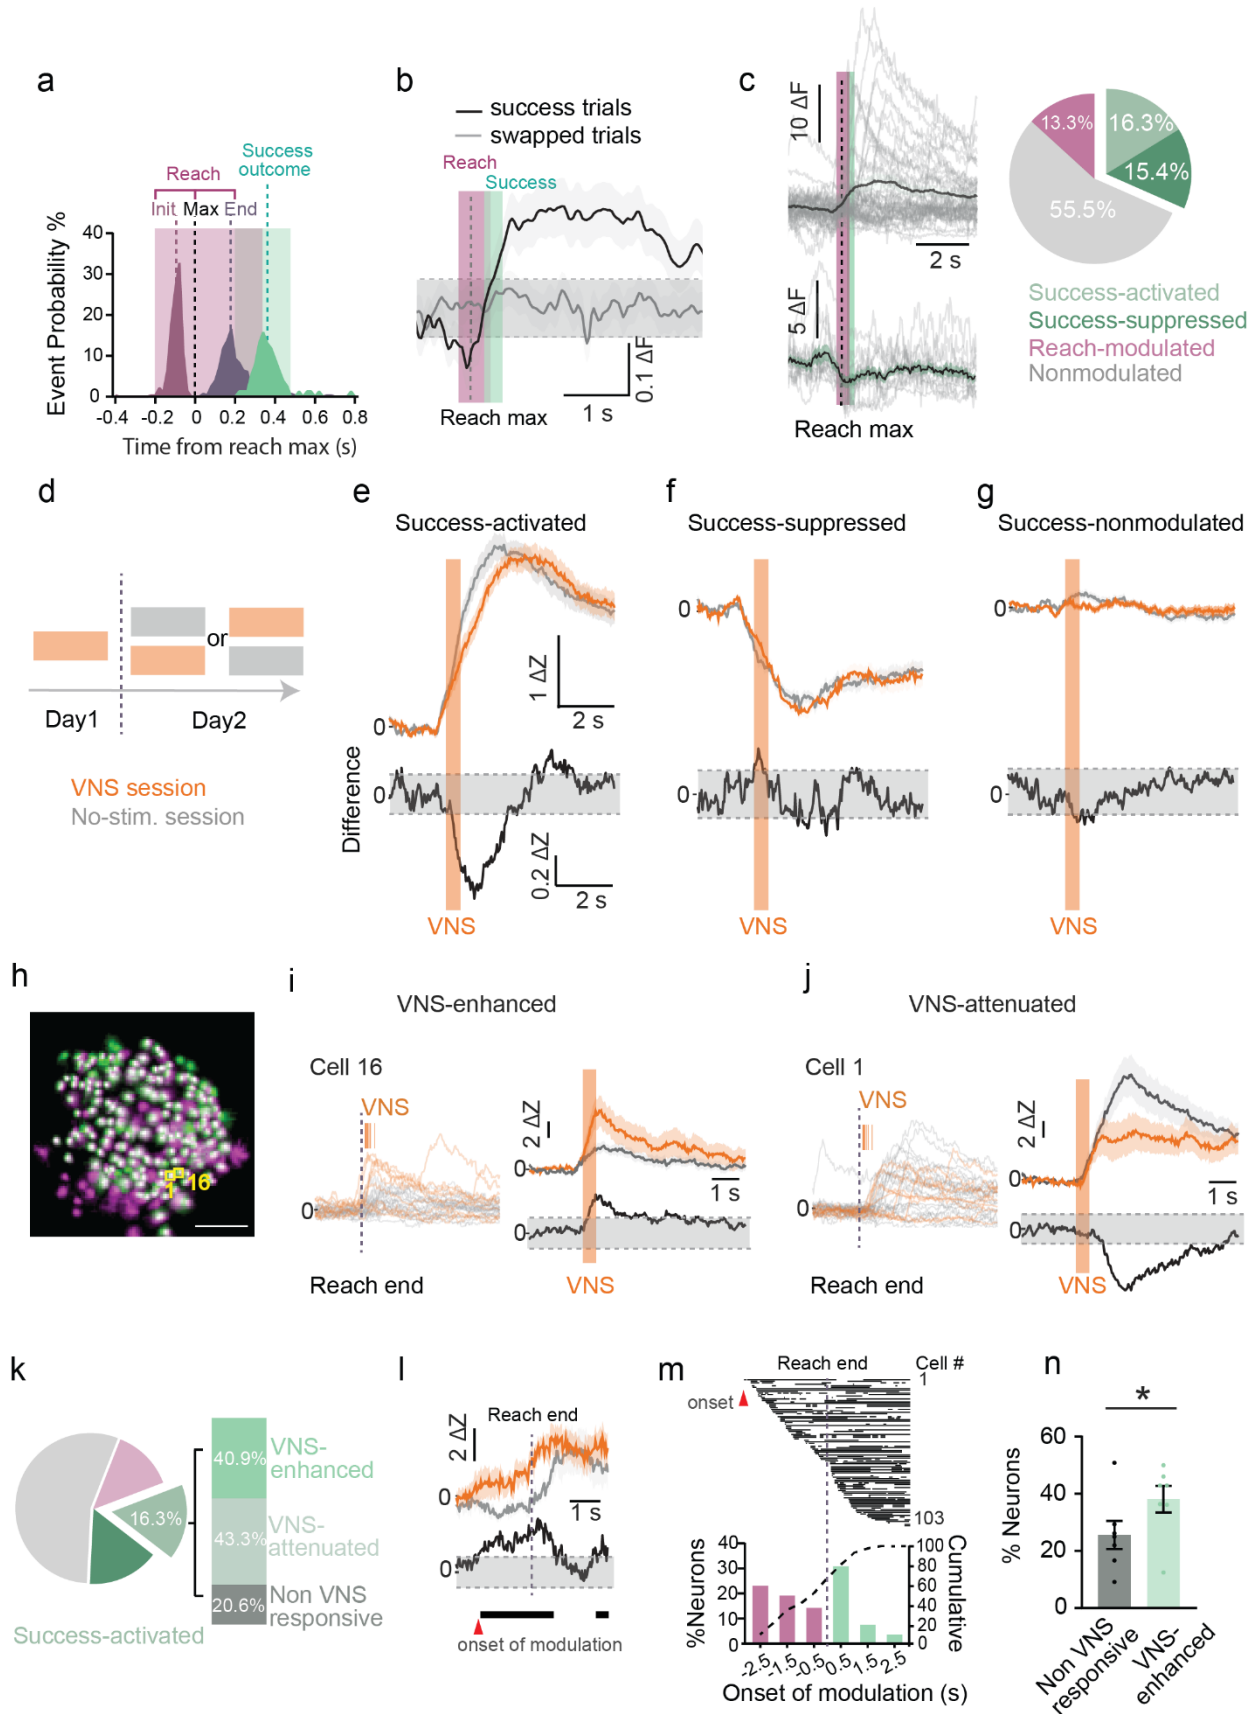 a
Success
outcome
Reach
Init
Max
End
Event Probability %
40
30
20
10
0
-0.4
-0.2
0
0.2
0.4
0.6
0.8
Time from reach max (s)
b
success trials
swapped trials
Reach
Success
0.1 ΔF
1 s
Reach max
c
10 ΔF
2 s
5 ΔF
Reach max
13.3%
16.3%
15.4%
55.5%
Success-activated
Success-suppressed
Reach-modulated
Nonmodulated
d
or
Day1
Day2
VNS session
No-stim. session
e
Success-activated
0
1 ΔZ
2 s
Difference
0
0.2 ΔZ
2 s
VNS
f
Success-suppressed
0
0
VNS
g
Success-nonmodulated
0
0
VNS
h
1
16
i
VNS-enhanced
Cell 16
VNS
0
Reach end
2 ΔZ
0
1 s
0
VNS
j
VNS-attenuated
Cell 1
VNS
0
Reach end
2 ΔZ
0
1 s
0
VNS
k
16.3%
Success-activated
40.9%
VNS-
enhanced
43.3%
VNS-
attenuated
20.6%
Non VNS
responsive
l
Reach end
2 ΔZ
0
1 s
0
onset of modulation
m
Reach end
Cell #
1
onset
103
%Neurons
40
30
20
10
0
100
80
60
40
20
0
Cumulative
-2.5
-1.5
-0.5
0.5
1.5
2.5
Onset of modulation (s)
n
*
% Neurons
60
40
20
0
Non VNS
responsive
VNS-
enhanced